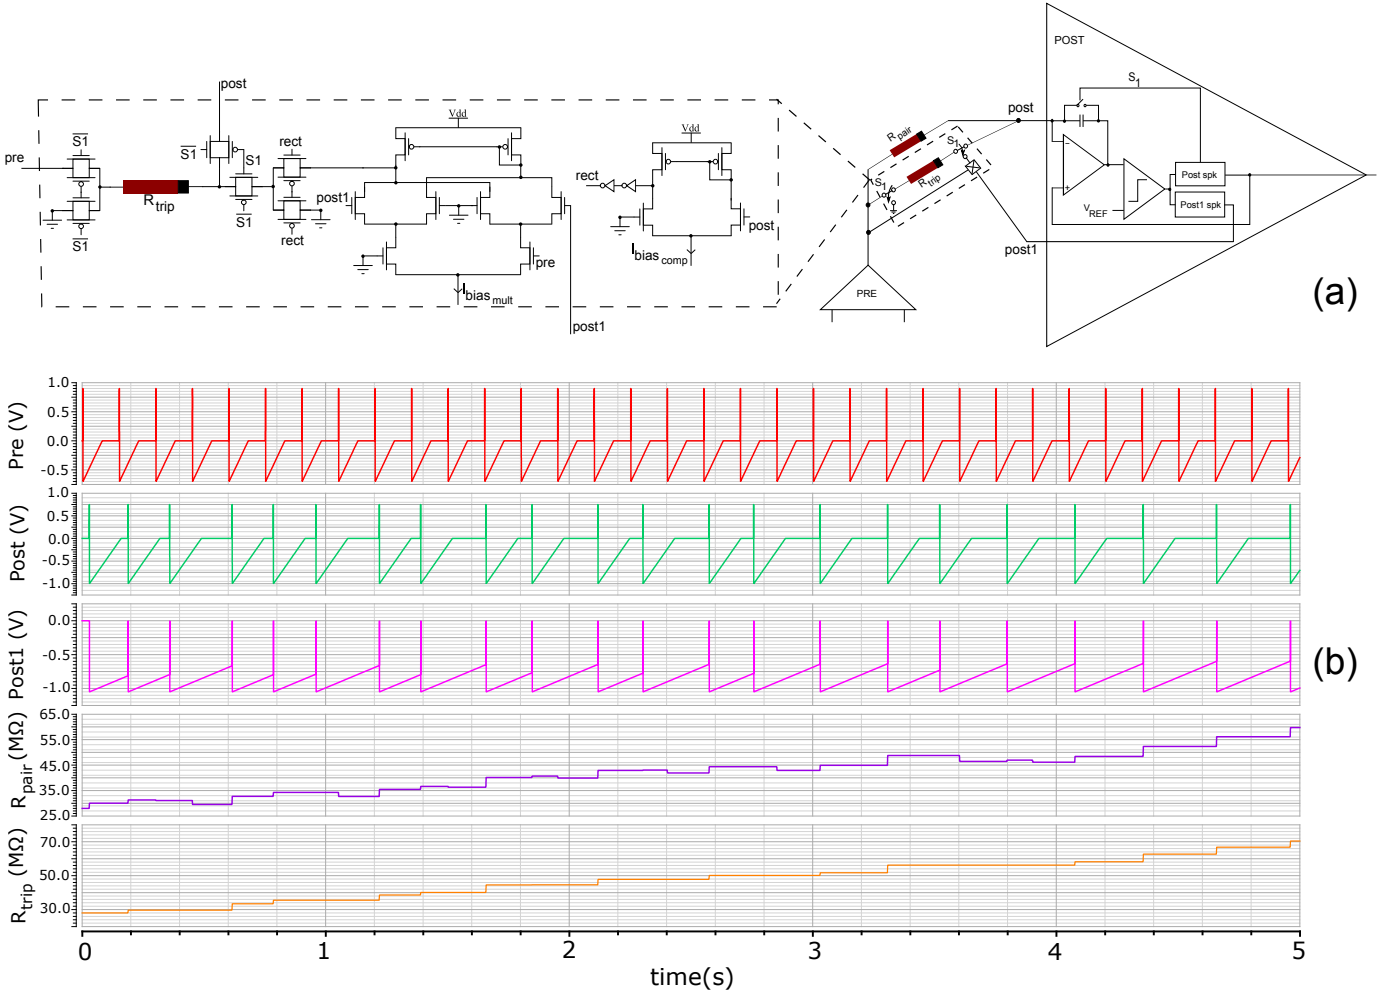 pre
S1
S1
R trip
post
S1
S1
S1
rect
rect
post1
Vdd
I bias mult
pre
post1
rect
Vdd
I bias comp
post
R pair
S1
R trip
S1
PRE
post
post1
POST
S1
-
+
V REF
Post spk
Post1 spk
(a)
Pre (V)
1.0
0.5
0.0
-0.5
Post (V)
1.0
0.5
0.0
-0.5
-1.0
Post1 (V)
0.0
-0.5
-1.0
(b)
R pair (MΩ)
65.0
55.0
45.0
35.0
25.0
R trip (MΩ)
70.0
50.0
30.0
0 1 2 3 4 5
time(s)